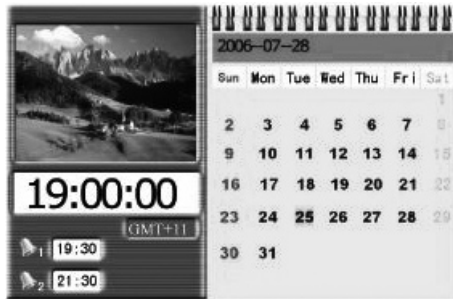 2006-07-28
Sun Mon Tue Wed Thu Fri Sat
1
2 3 4 5 6 7 8
9 10 11 12 13 14 15
16 17 18 19 20 21 22
23 24 25 26 27 28 29
30 31
19:00:00
GMT+11
1 19:30
2 21:30